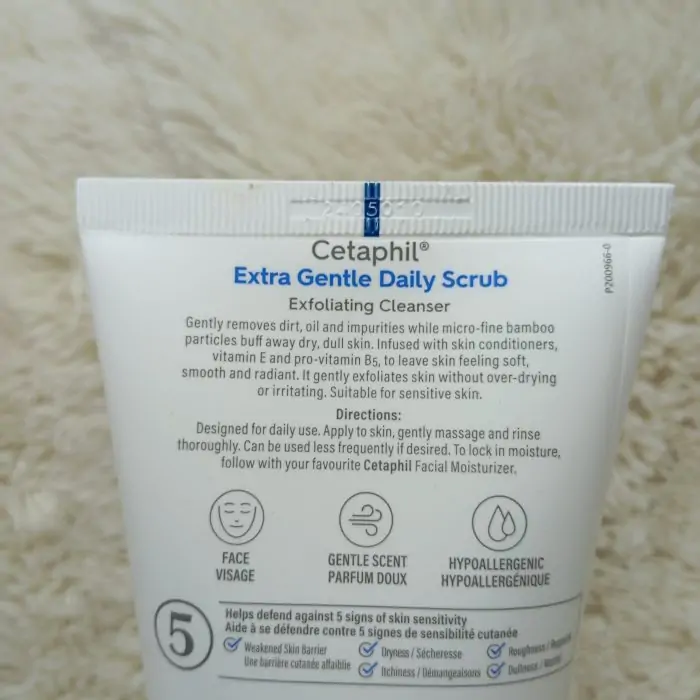 Cetaphil®
Extra Gentle Daily Scrub
Exfoliating Cleanser
P200966-0
Gently removes dirt, oil and impurities while micro-fine bamboo
particles buff away dry, dull skin. Infused with skin conditioners,
vitamin E and pro-vitamin B5, to leave skin feeling soft,
smooth and radiant. It gently exfoliates skin without over-drying
or irritating. Suitable for sensitive skin.
Directions:
Designed for daily use. Apply to skin, gently massage and rinse
thoroughly. Can be used less frequently if desired. To lock in moisture,
follow with your favourite Cetaphil Facial Moisturizer.
FACE
VISAGE
GENTLE SCENT
PARFUM DOUX
HYPOALLERGENIC
HYPOALLERGÉNIQUE
5
Helps defend against 5 signs of skin sensitivity
Aide à se défendre contre 5 signes de sensibilité cutanée
Weakened Skin Barrier
Une barrière cutanée affaiblie
Dryness / Sécheresse
Itchiness / Démangeaisons
Roughness /
Dullness /